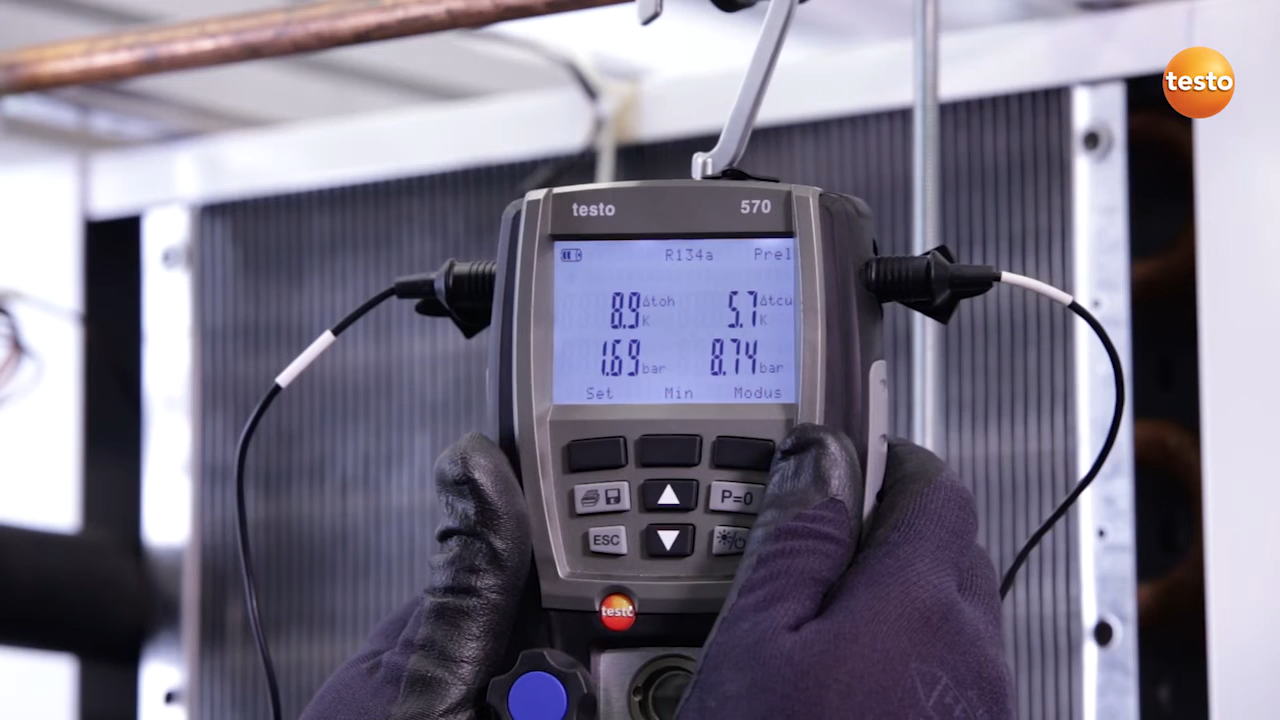 testo
testo 570
R134a Prel
8.9 Δtoh K 5.7 Δtcu K
1.69 bar 8.74 bar
Set Min Modus
P=0
ESC
testo